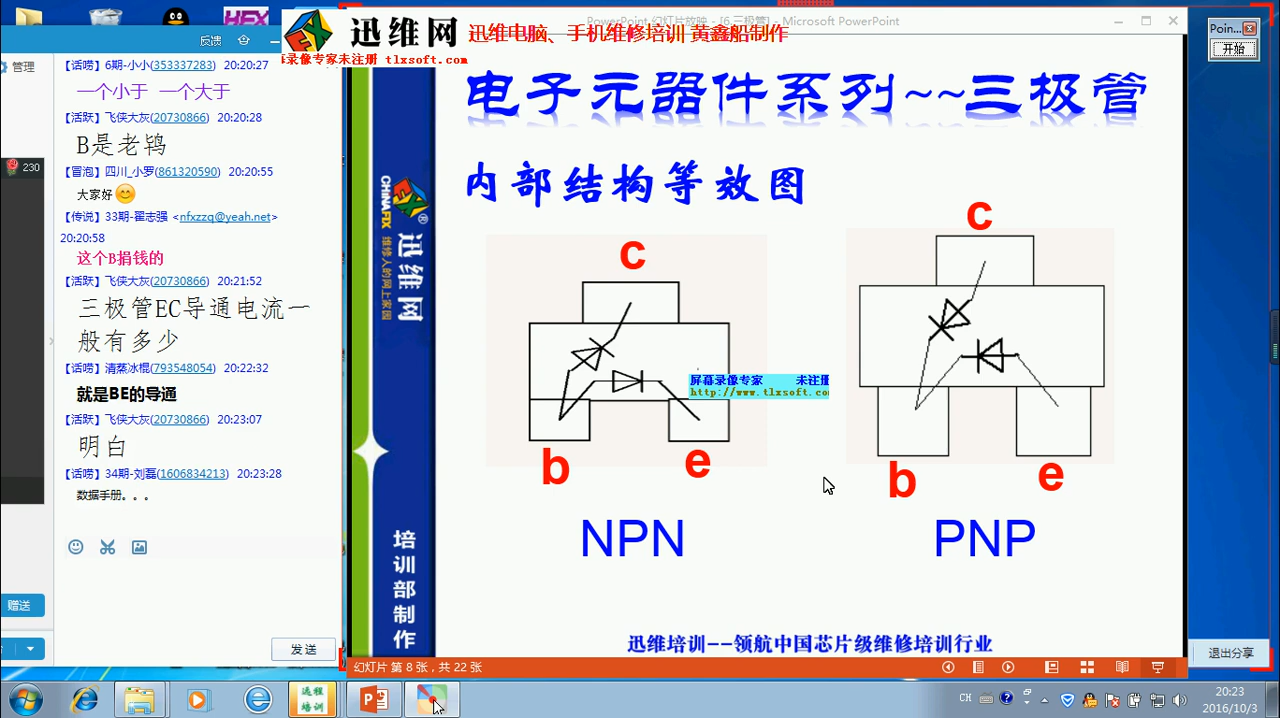 反馈
管理
230
【话唠】6期-小小(353337283) 20:20:27
一个小于 一个大于
【活跃】飞侠大灰(20730866) 20:20:28
B是老鸨
【冒泡】四川_小罗(861320590) 20:20:55
大家好
【传说】33期-翟志强 <nfxzzq@yeah.net>
20:20:58
这个B捐钱的
【活跃】飞侠大灰(20730866) 20:21:52
三极管EC导通电流一
般有多少
【话唠】清蒸冰棍(793548054) 20:22:32
就是BE的导通
【活跃】飞侠大灰(20730866) 20:23:07
明白
【话唠】34期-刘磊(1606834213) 20:23:28
数据手册。。。
赠送
发送
PowerPoint 幻灯片放映 - [6 三极管] - Microsoft PowerPoint
迅维网
迅维电脑、手机维修培训 黄鑫船制作
屏幕录像专家未注册 tlxsoft.com
Poin...
开始
电子元器件系列~~三极管
内部结构等效图
CHINAFIX
®
维修人的网上家园
迅维网
培训部制作
c
b
e
NPN
c
b
e
PNP
屏幕录像专家 未注册
http://www.tlxsoft.com
迅维培训--领航中国芯片级维修培训行业
幻灯片 第 8 张，共 22 张
退出分享
远程
培训
CH
20:23
2016/10/3